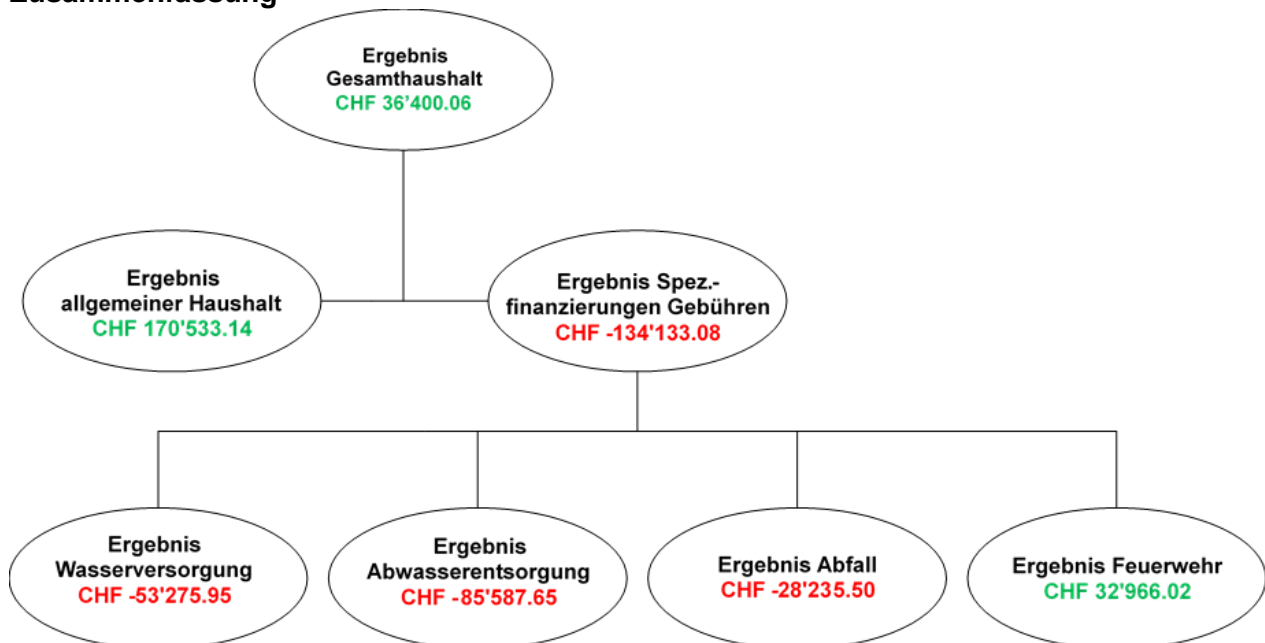 Zusammenfassung
Ergebnis
Gesamthaushalt
CHF 36’400.06
Ergebnis
allgemeiner Haushalt
CHF 170'533.14
Ergebnis Spez.-
finanzierungen Gebühren
CHF -134'133.08
Ergebnis
Wasserversorgung
CHF -53'275.95
Ergebnis
Abwasserentsorgung
CHF -85'587.65
Ergebnis Abfall
CHF -28'235.50
Ergebnis Feuerwehr
CHF 32'966.02